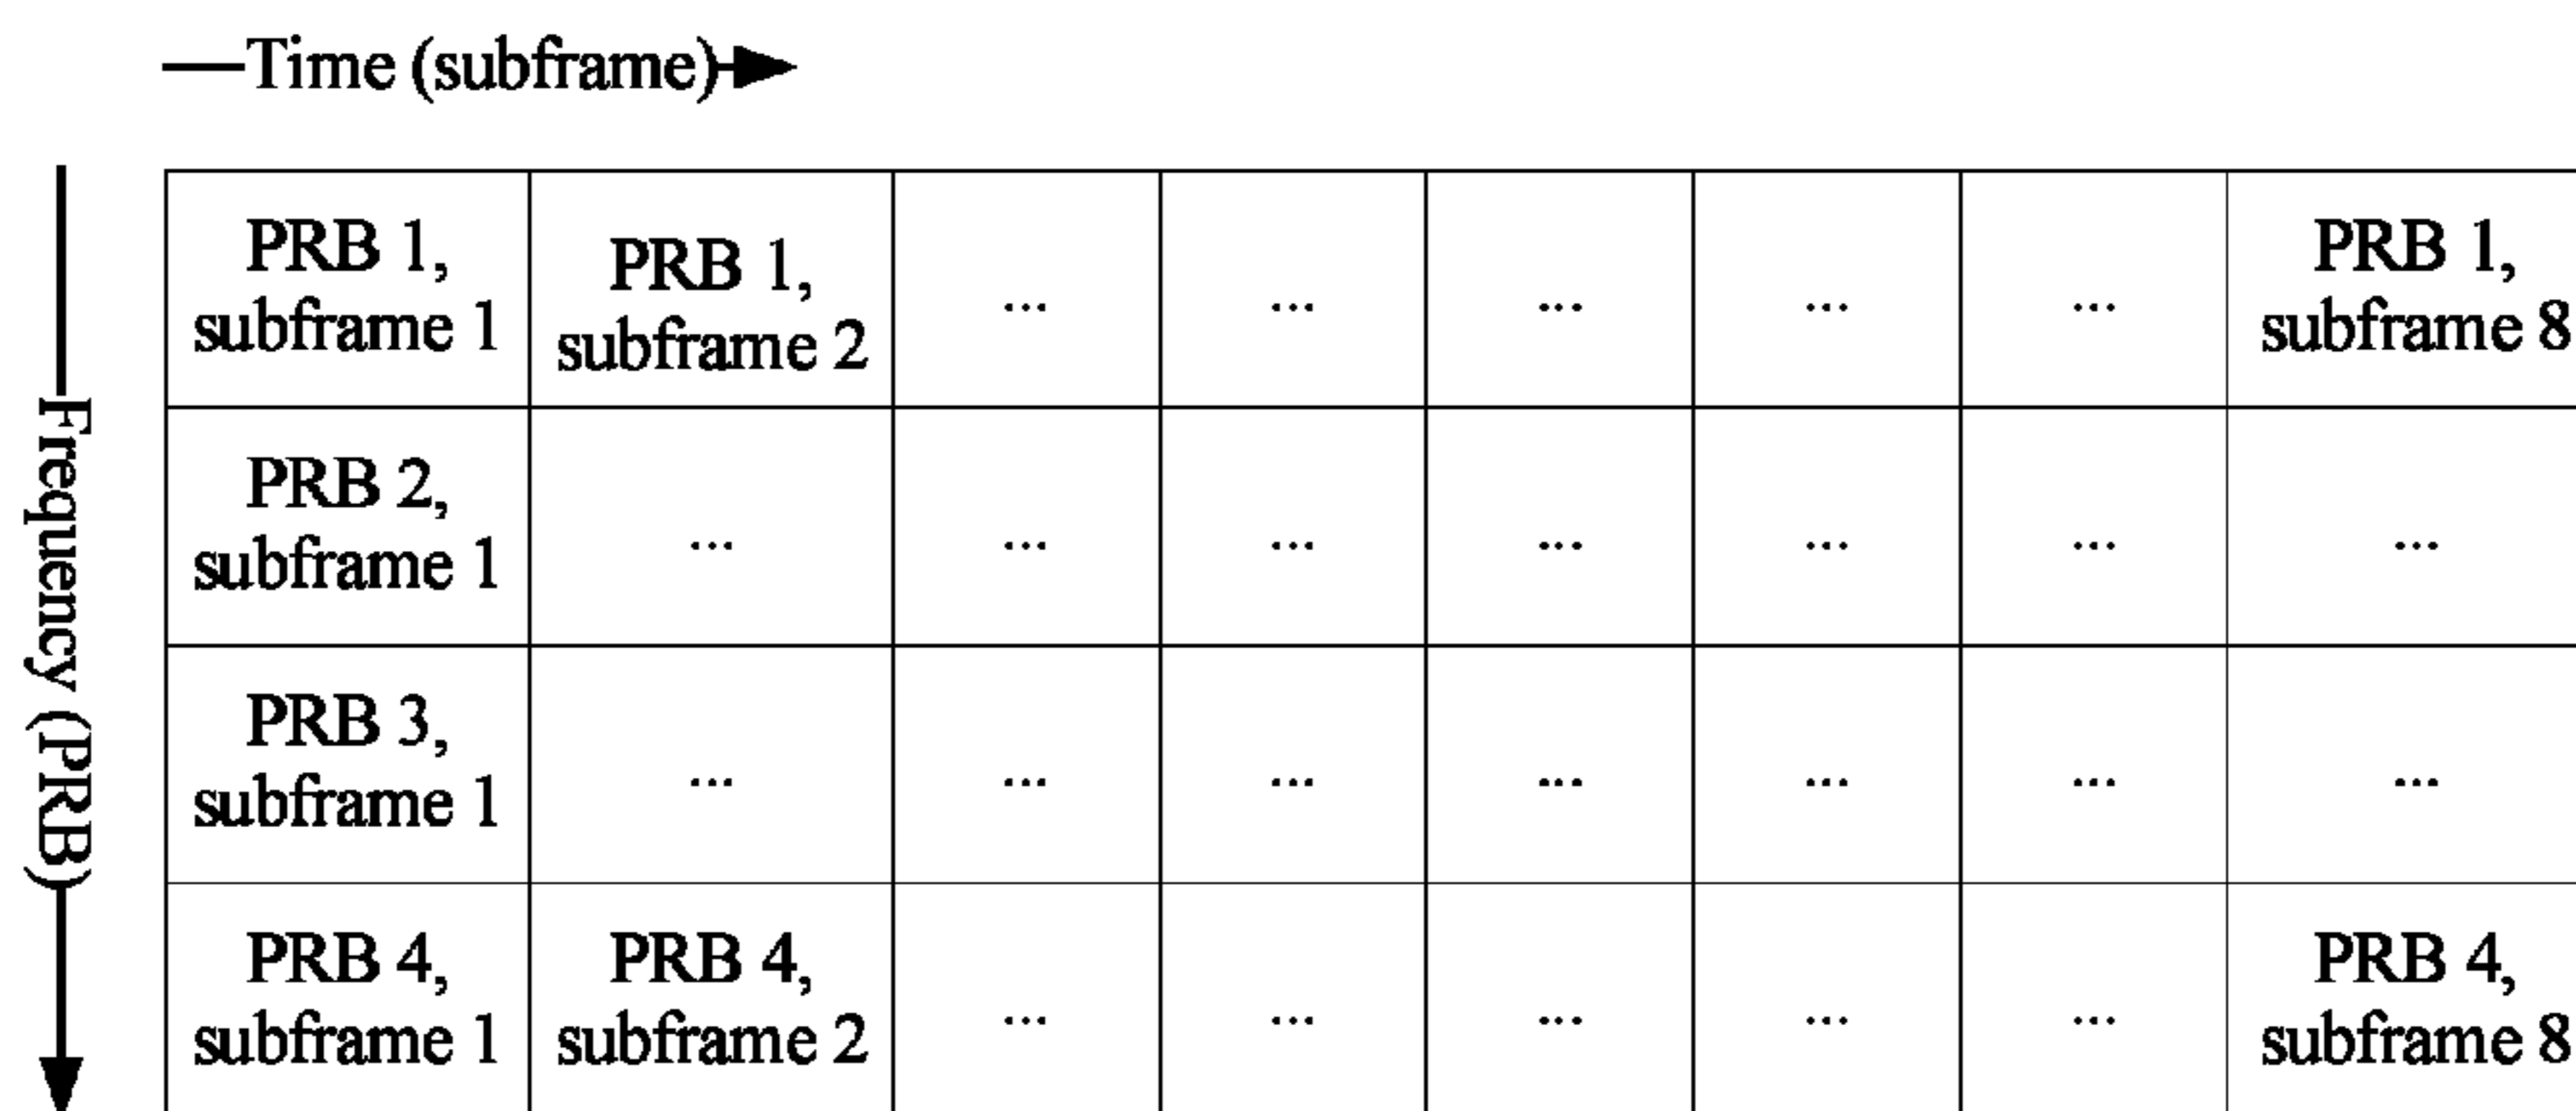 Time (subframe)
Frequency (PRB)
PRB 1,
subframe 1
PRB 1,
subframe 2
...
...
...
...
...
PRB 1,
subframe 8
PRB 2,
subframe 1
...
...
...
...
...
...
...
PRB 3,
subframe 1
...
...
...
...
...
...
...
PRB 4,
subframe 1
PRB 4,
subframe 2
...
...
...
...
...
PRB 4,
subframe 8